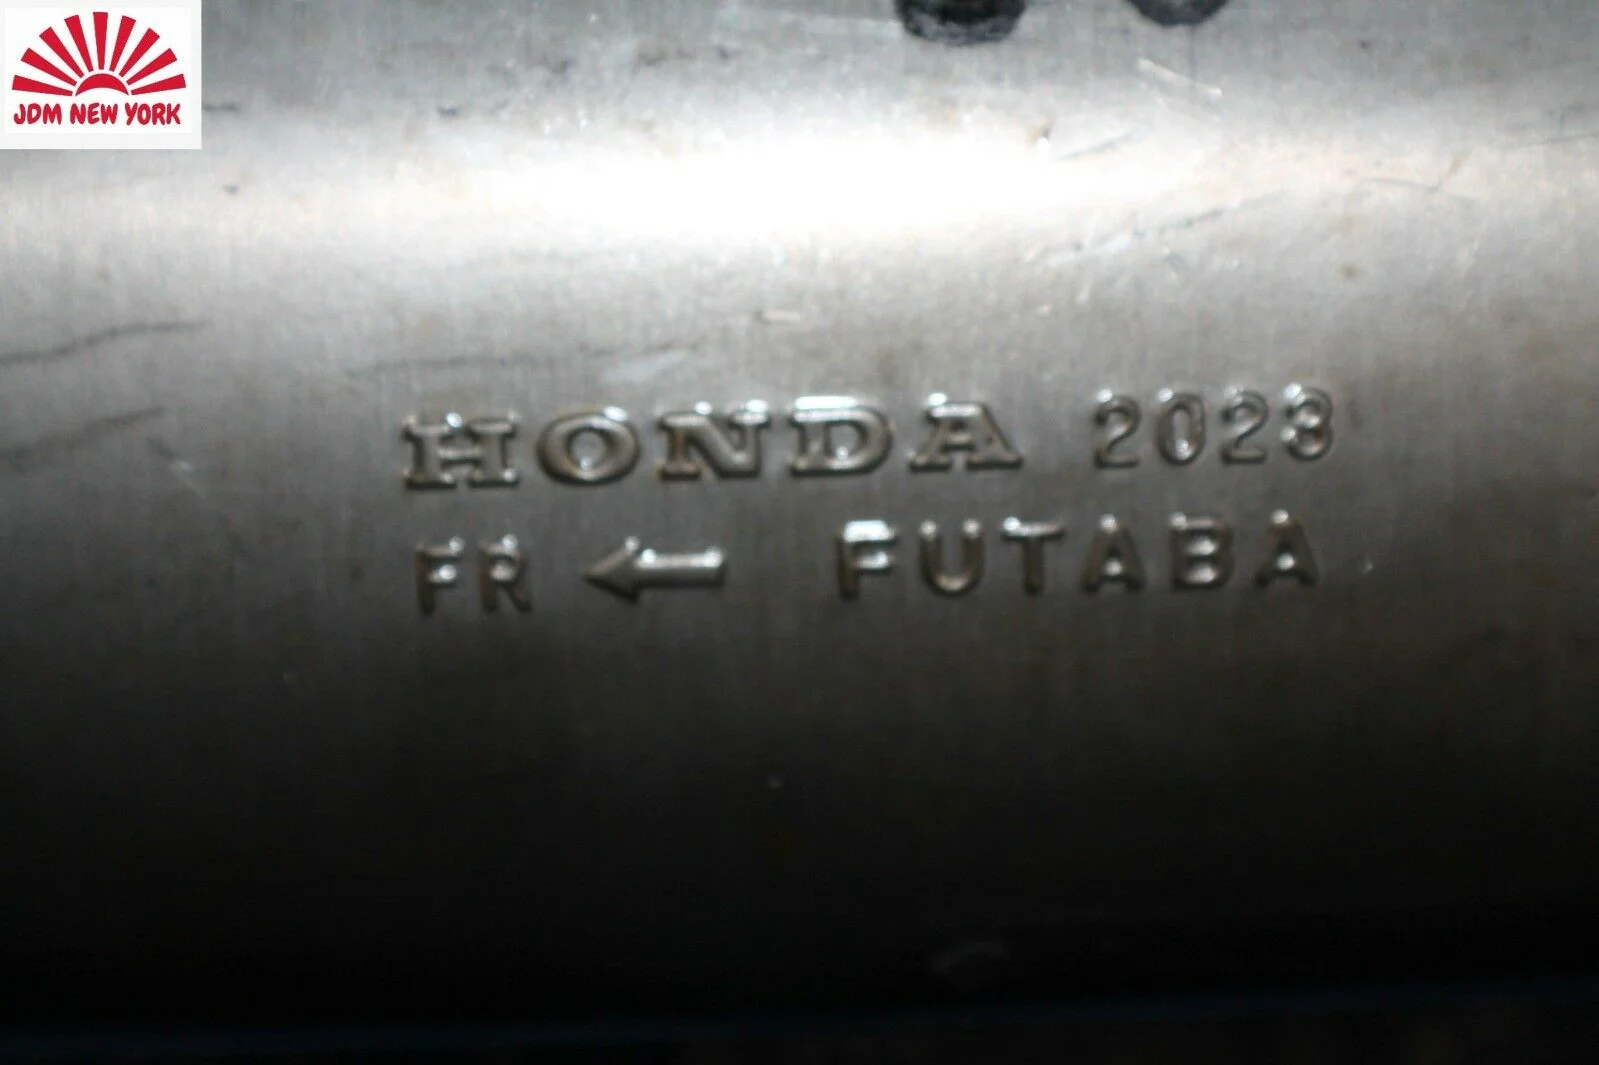 JDM NEW YORK
HONDA 2023
FR ← FUTABA